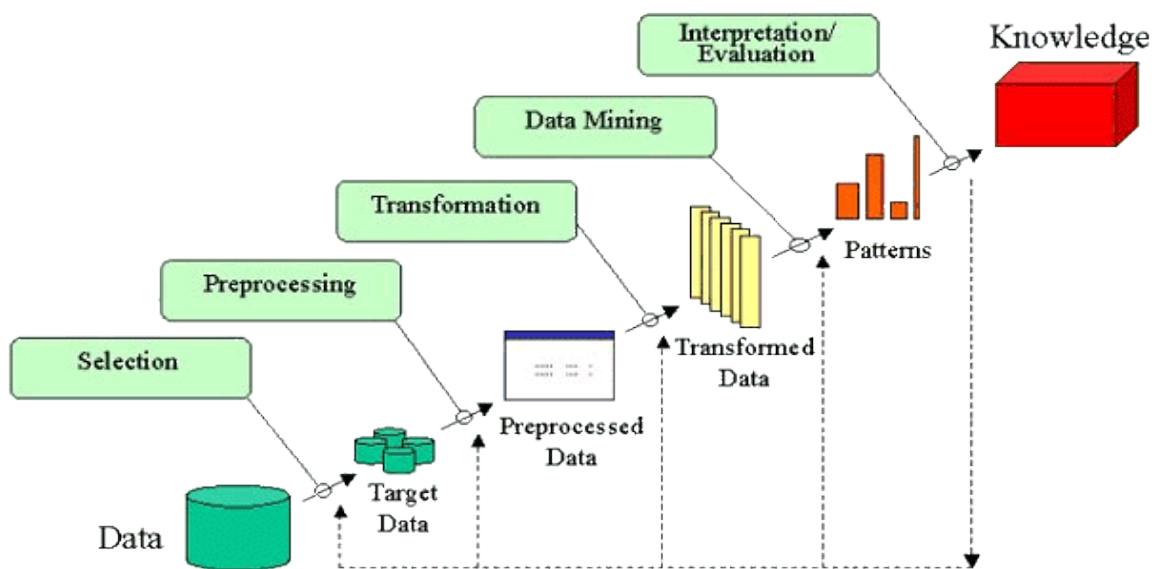 Interpretation/
Evaluation
Knowledge
Data Mining
Transformation
Patterns
Preprocessing
Transformed
Data
Selection
Preprocessed
Data
Target
Data
Data